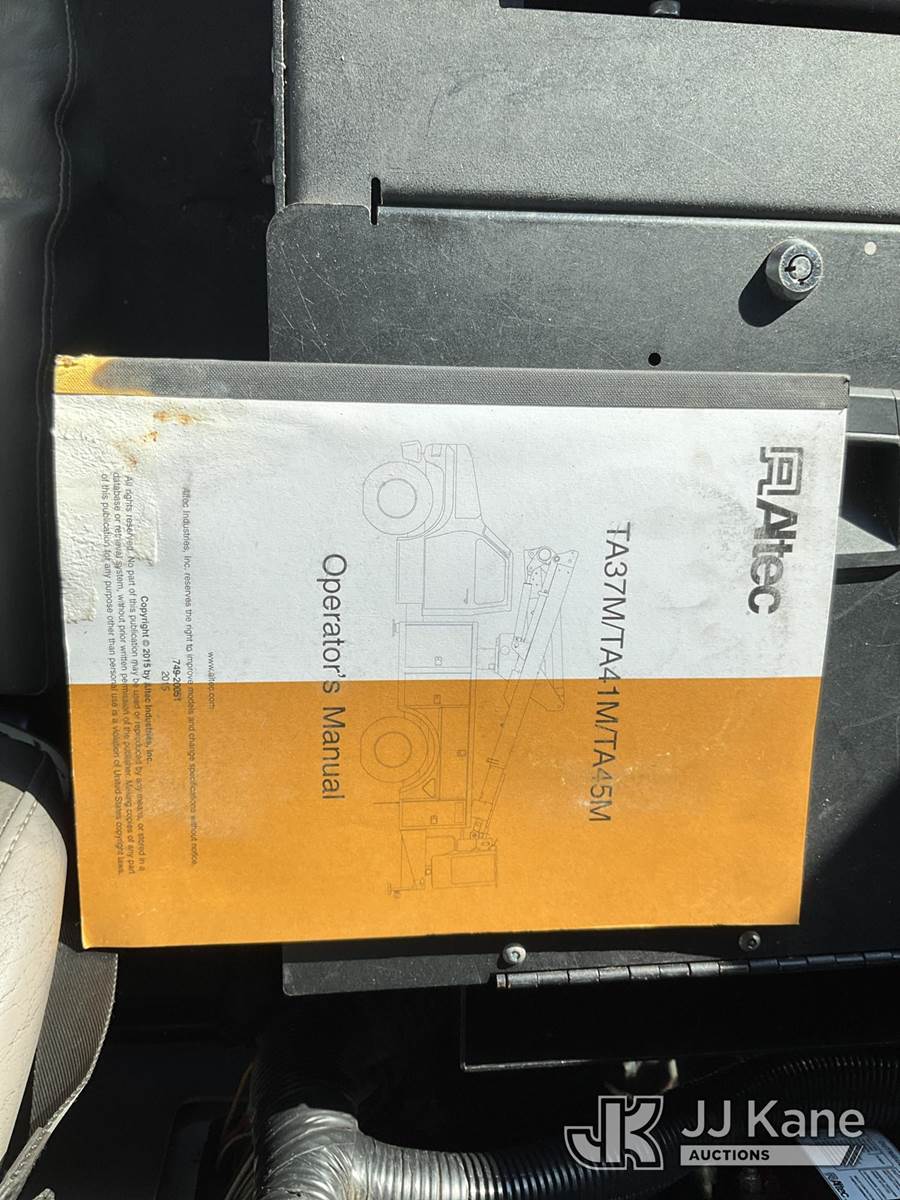 Altec
TA37M/TA41M/TA45M
Operator's Manual
www.altec.com
Altec Industries, Inc. reserves the right to improve models and change specifications without notice.
749-20051
2015
Copyright © 2015 by Altec Industries, Inc.
All rights reserved. No part of this publication may be used or reproduced by any means, or stored in a
database or retrieval system, without prior written permission of the publisher. Making copies of any part
of this publication for any purpose other than personal use is a violation of United States copyright laws.
JK JJ Kane
AUCTIONS
Altec